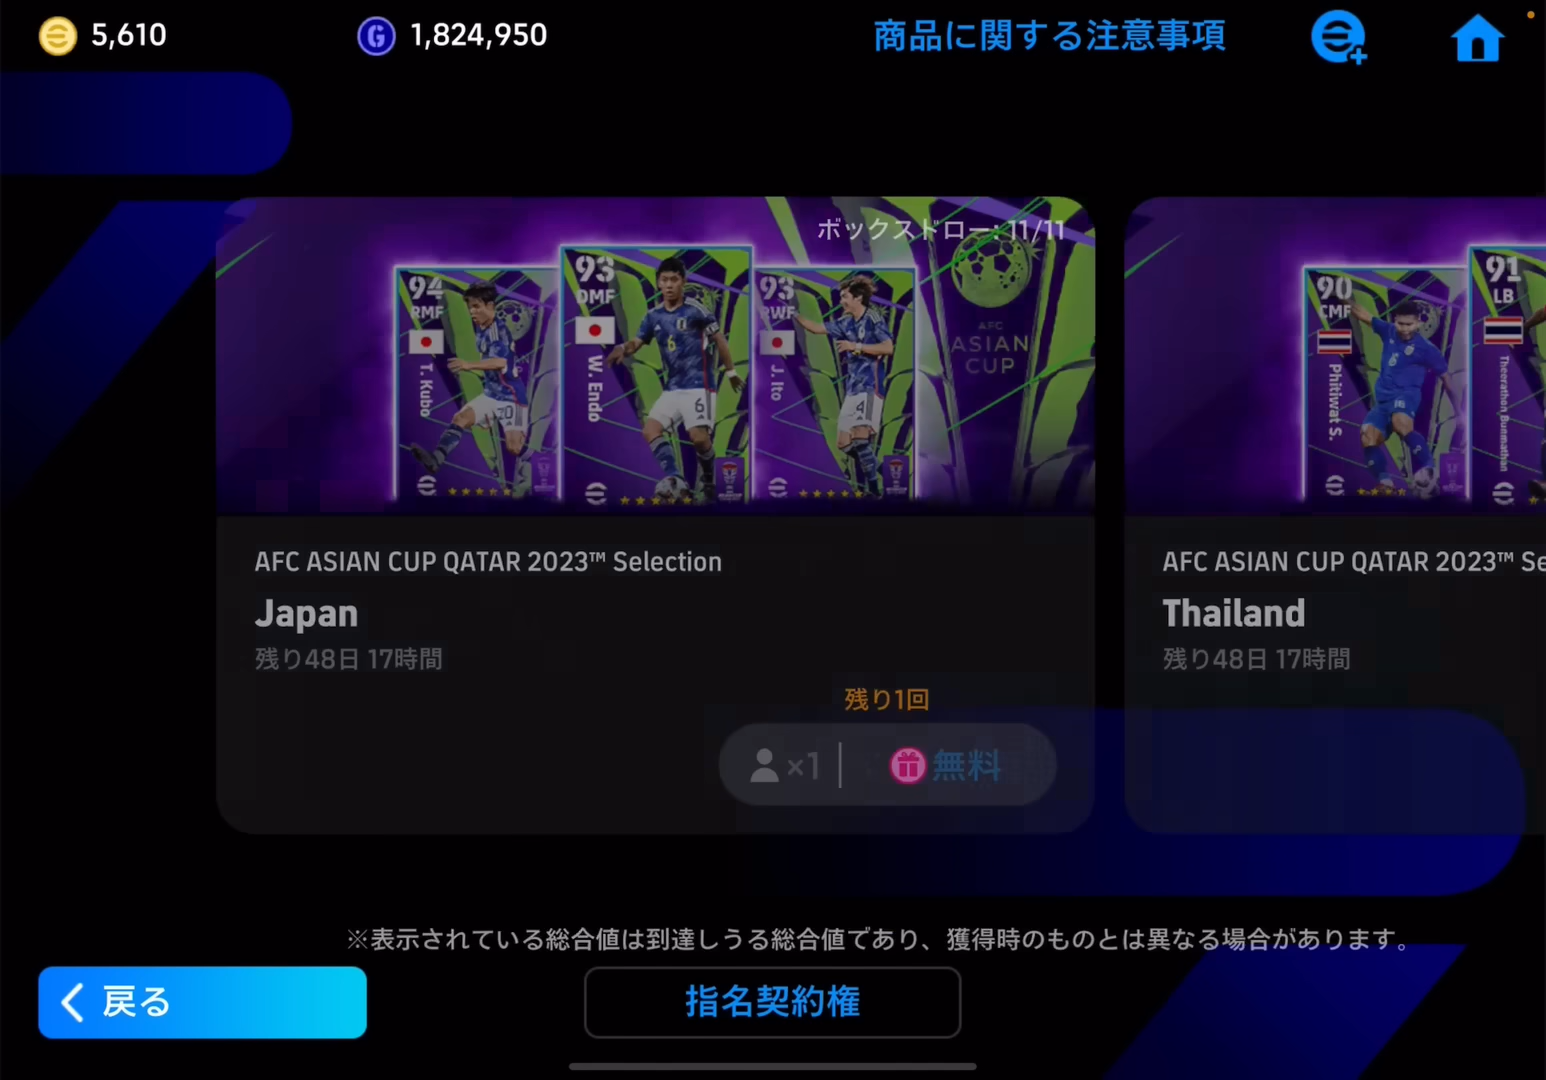 5,610
1,824,950
商品に関する注意事項
ボックスドロー: 11/11
94
RMF
T. Kubo
93
DMF
W. Endo
93
RWF
J. Ito
AFC
ASIAN
CUP
90
CMF
Phitiwat S.
91
LB
Theerathon Bunmathan
AFC ASIAN CUP QATAR 2023™ Selection
Japan
残り48日 17時間
残り1回
×1
無料
AFC ASIAN CUP QATAR 2023™ Se
Thailand
残り48日 17時間
※表示されている総合値は到達しうる総合値であり、獲得時のものとは異なる場合があります。
戻る
指名契約権